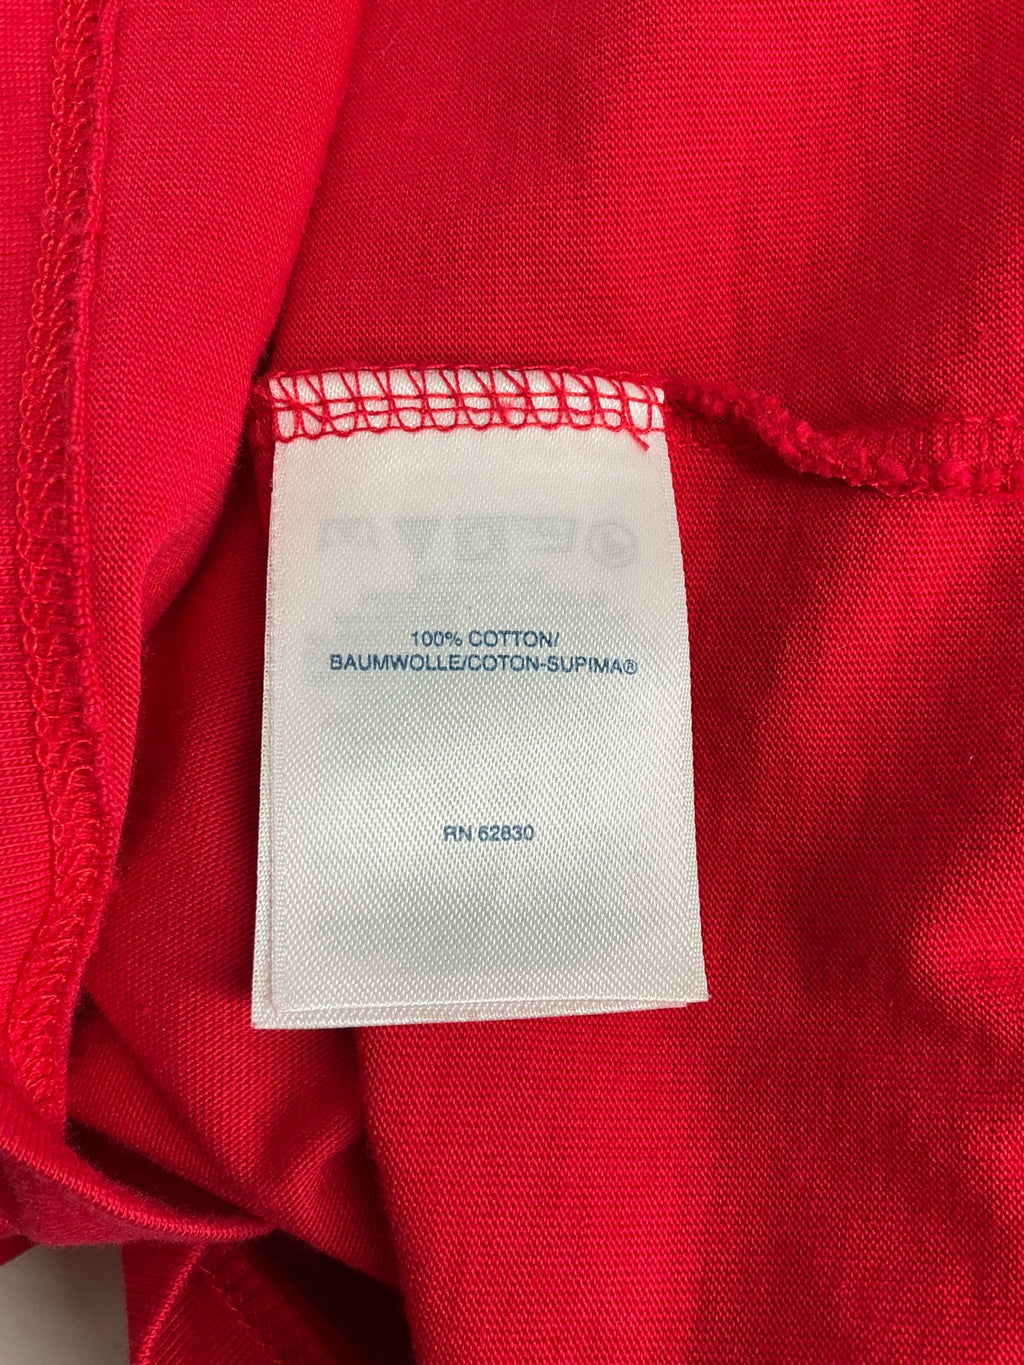 100% COTTON/
BAUMWOLLE/COTON-SUPIMA®
RN 62830